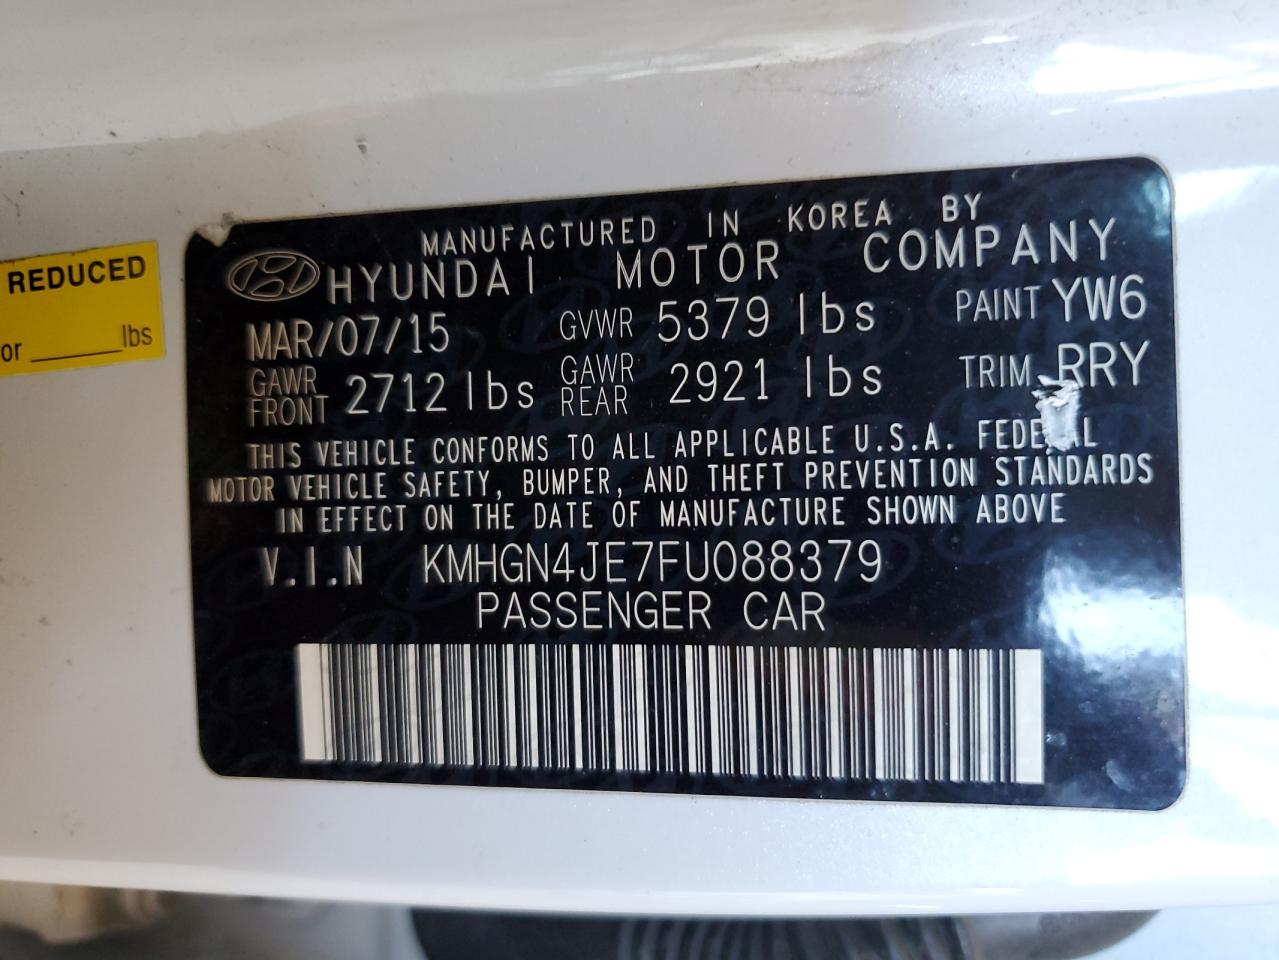 REDUCED
or ______ lbs
MANUFACTURED IN KOREA BY
HYUNDAI MOTOR COMPANY
MAR/07/15 GVWR 5379 lbs PAINT YW6
GAWR FRONT 2712 lbs GAWR REAR 2921 lbs TRIM RRY
THIS VEHICLE CONFORMS TO ALL APPLICABLE U.S.A. FEDERAL
MOTOR VEHICLE SAFETY, BUMPER, AND THEFT PREVENTION STANDARDS
IN EFFECT ON THE DATE OF MANUFACTURE SHOWN ABOVE
V.I.N KMHGN4JE7FU088379
PASSENGER CAR